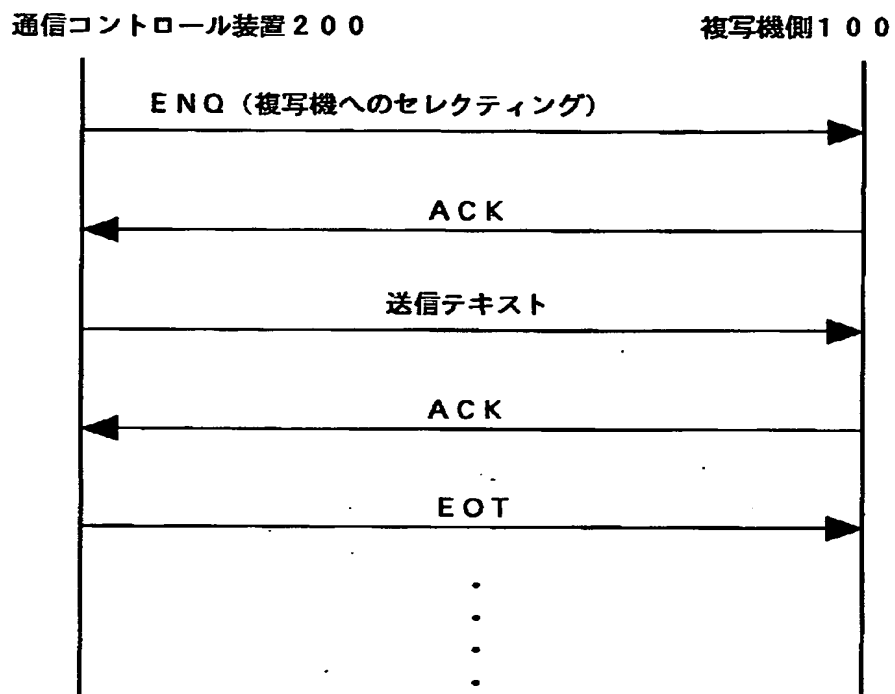 通信コントロール装置200
複写機側100
ENQ(複写機へのセレクティング)
ACK
送信テキスト
ACK
EOT